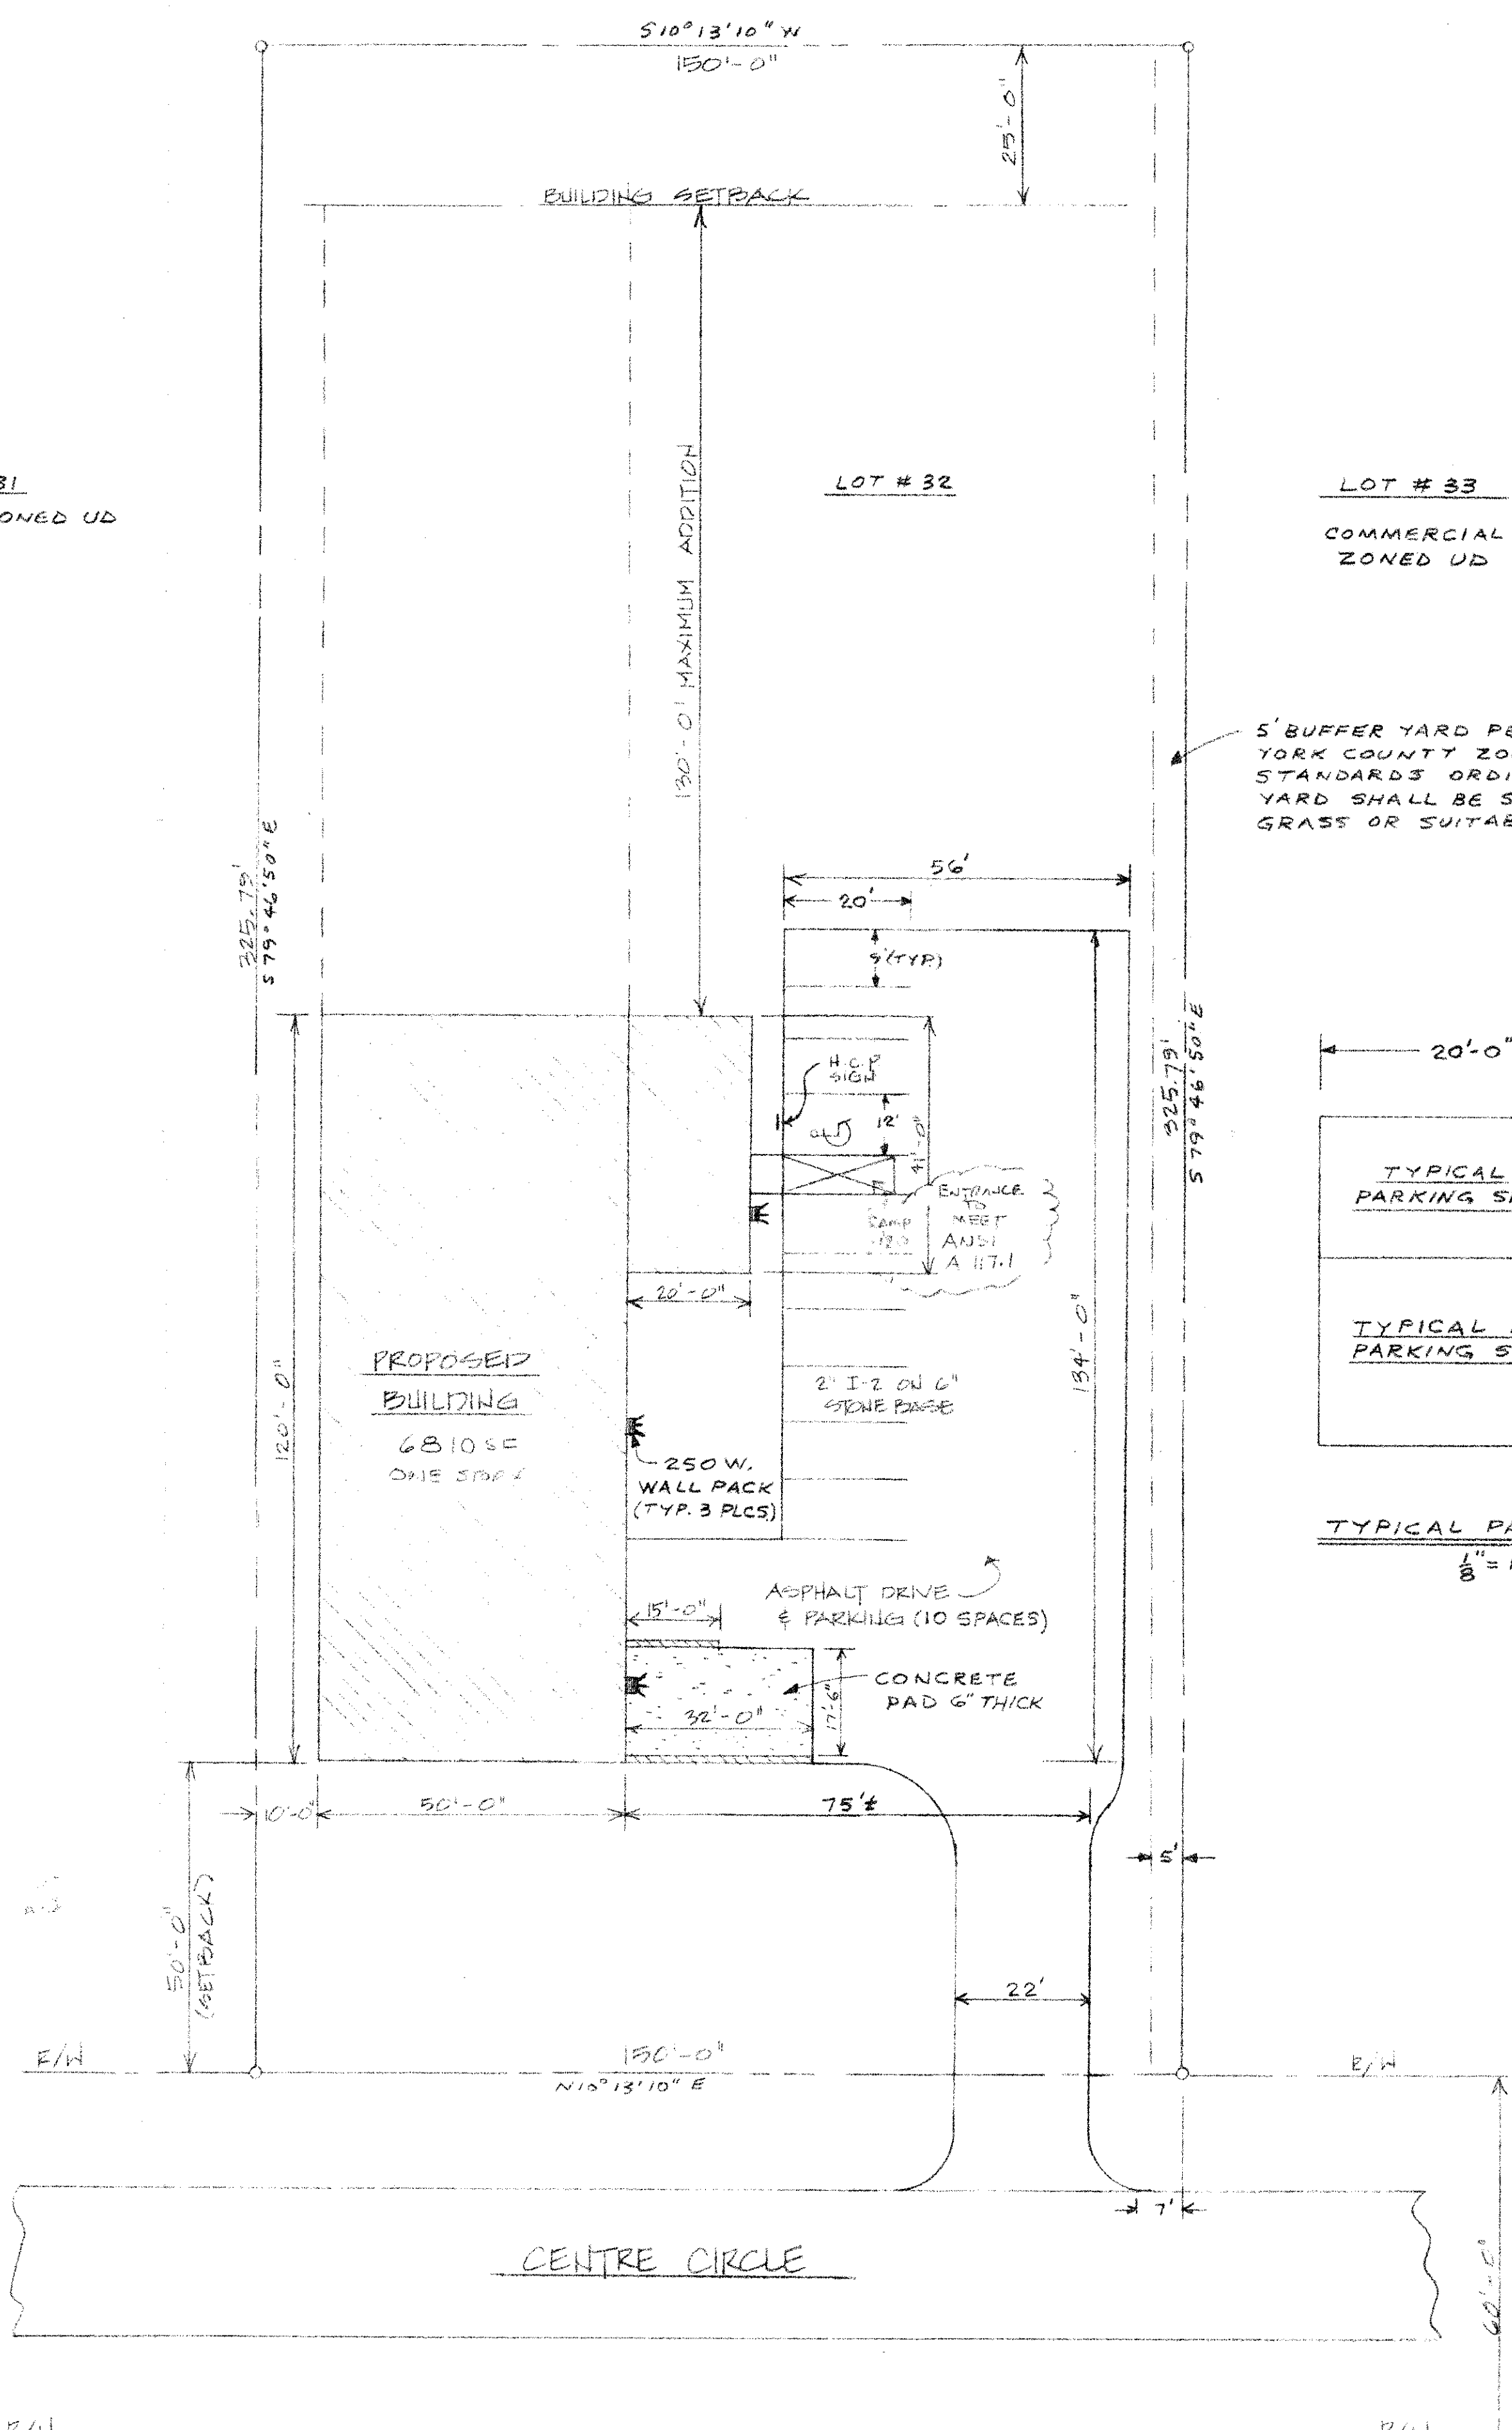 S10°13'10" W
150'-0"
25'-0"
BUILDING SETBACK
130'-0" MAXIMUM ADDITION
LOT # 32
31
ONED UD
LOT # 33
COMMERCIAL
ZONED UD
5' BUFFER YARD PE
YORK COUNTY ZO
STANDARDS ORDI
YARD SHALL BE S
GRASS OR SUITAB
325.79'
S 79° 46' 50" E
56'
20'
9'(TYP.)
H.C.P
SIGN
12'
41'-0"
RAMP
ENTRANCE
TO
MEET
ANSI
A 117.1
2
20'-0"
134'-0"
325.79'
S 79° 46' 50" E
20'-0"
TYPICAL
PARKING S
TYPICAL
PARKING S
TYPICAL PA
1/8" =
120'-0"
PROPOSED
BUILDING
6810 SF
ONE STORY
2" I-2 ON 6"
STONE BASE
250 W.
WALL PACK
(TYP. 3 PLCS)
ASPHALT DRIVE
& PARKING (10 SPACES)
15'-0"
CONCRETE
PAD 6" THICK
32'-0"
17'-6"
10'-0"
50'-0"
75'±
5'
50'-0"
(SETBACK)
22'
R/W
150'-0"
N10°13'10" E
R/W
7'
CENTRE CIRCLE
60'-0"
R/W
R/W